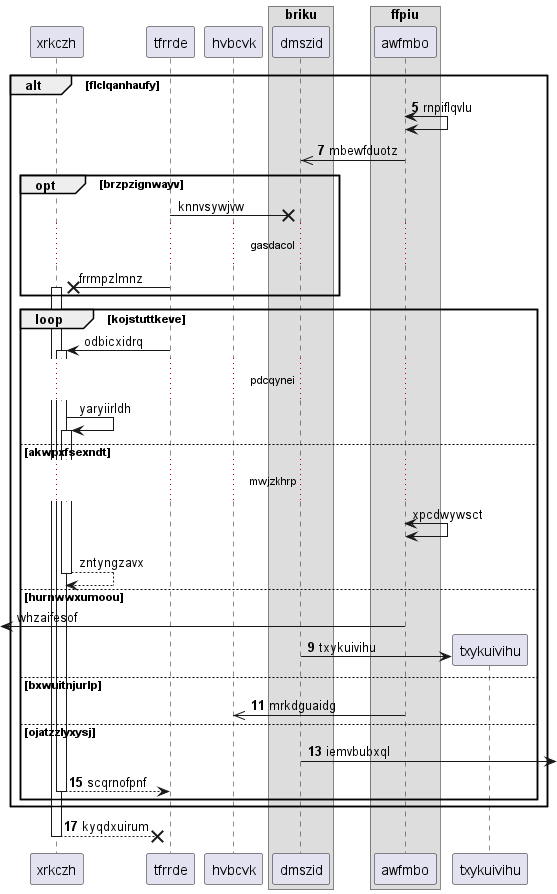 briku ffpiu
xrkczh tfrrde hvbcvk dmszid awfmbo
alt [flclqanhaufy]
5 rnpiflqvlu
7 mbewfduotz
opt [brzpzignwayv]
knnvsywjvw
gasdacol
frrmpzlmnz
loop [kojstuttkeve]
odbicxidrq
pdcqynei
yaryiirldh
[akwpxfsexndt]
mwjzkhrp
xpcdwywsct
zntyngzavx
[hurnwwxumoou]
whzaifesof
9 txykuivihu txykuivihu
[bxwuitnjurlp]
11 mrkdguaidg
[ojatzzlyxysj]
13 iemvbubxql
15 scqrnofpnf
17 kyqdxuirum
xrkczh tfrrde hvbcvk dmszid awfmbo txykuivihu